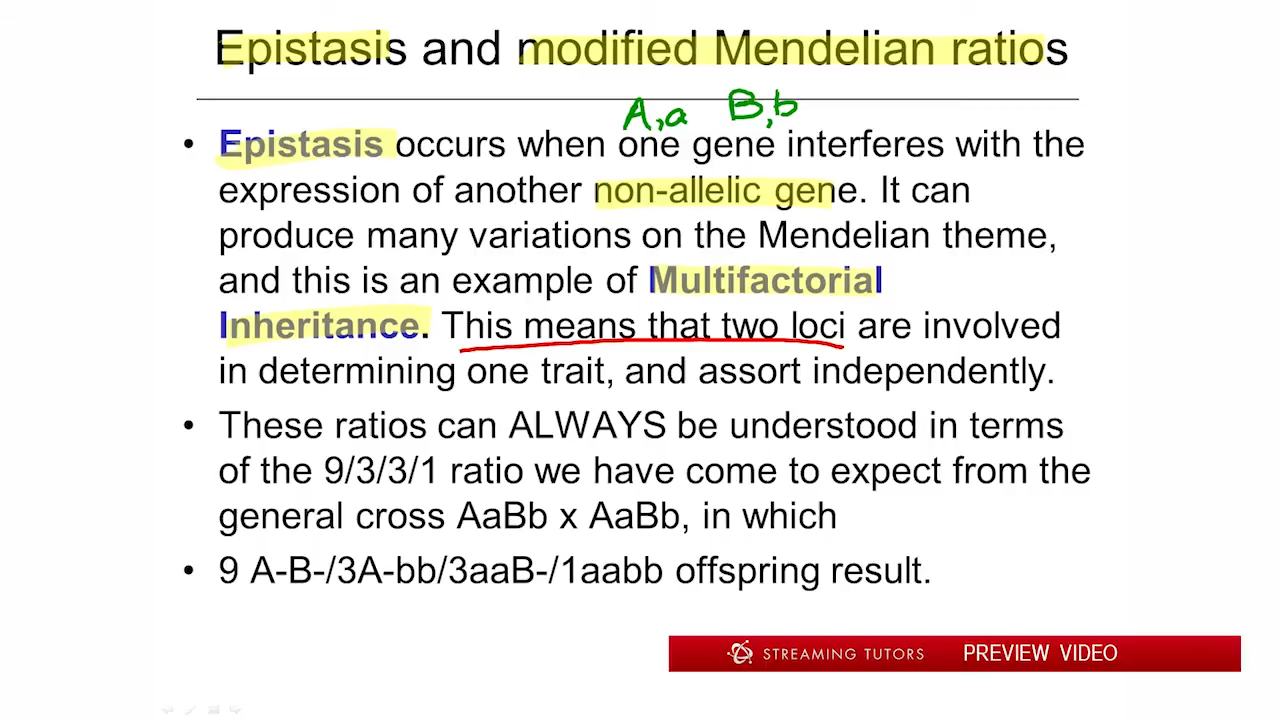 Epistasis and modified Mendelian ratios
A,a B,b
• Epistasis occurs when one gene interferes with the
expression of another non-allelic gene. It can
produce many variations on the Mendelian theme,
and this is an example of Multifactorial
Inheritance. This means that two loci are involved
in determining one trait, and assort independently.
• These ratios can ALWAYS be understood in terms
of the 9/3/3/1 ratio we have come to expect from the
general cross AaBb x AaBb, in which
• 9 A-B-/3A-bb/3aaB-/1aabb offspring result.
STREAMING TUTORS PREVIEW VIDEO